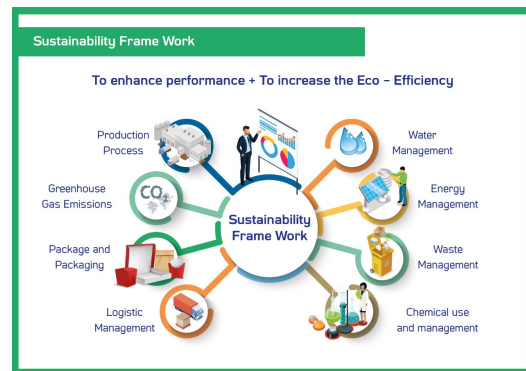 Sustainability Frame Work
To enhance performance + To increase the Eco – Efficiency
Production
Process
Water
Management
Greenhouse
Gas Emissions
CO2
Energy
Management
Sustainability
Frame Work
Package and
Packaging
Waste
Management
Logistic
Management
Chemical use
and management